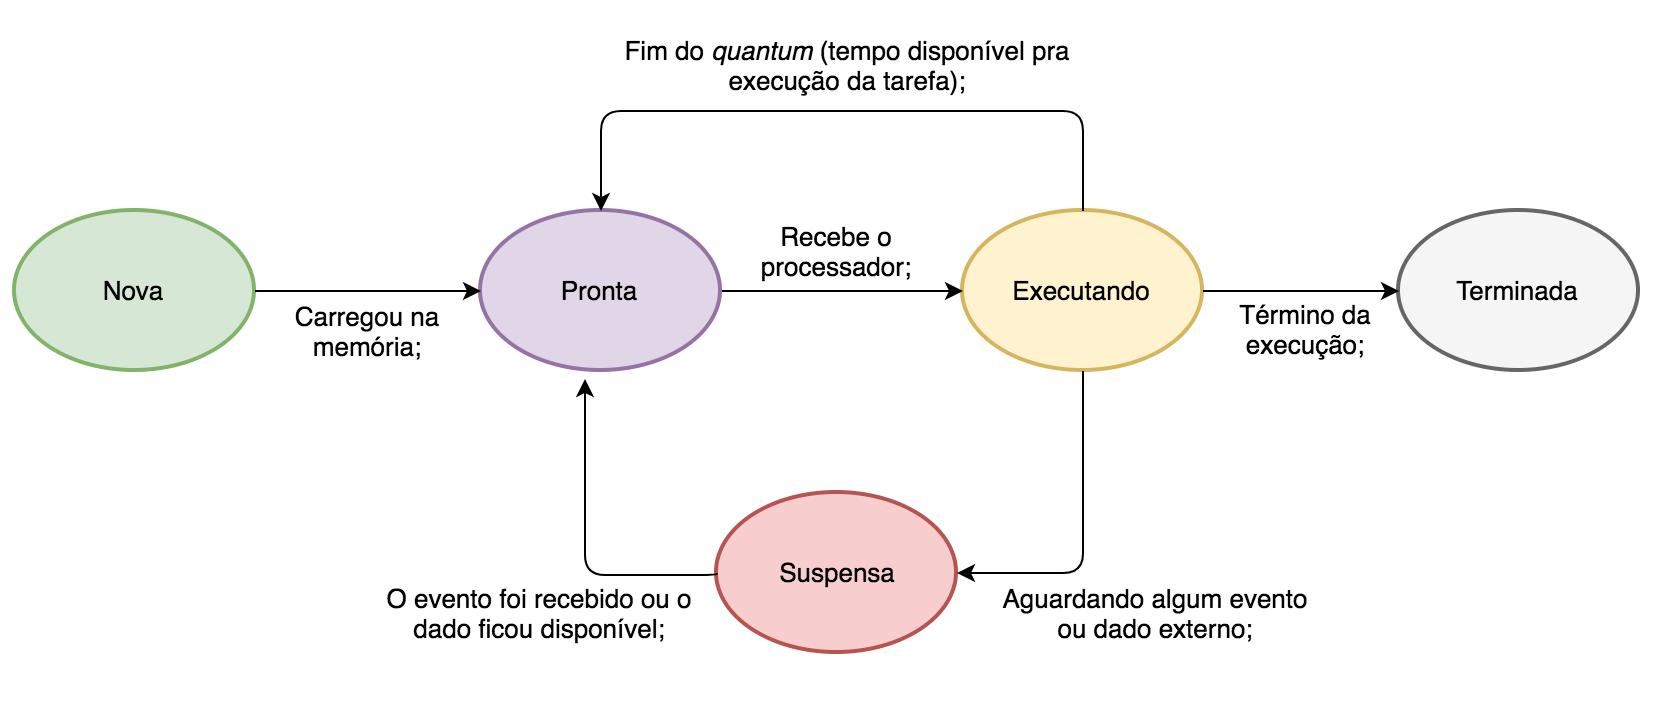 Fim do quantum (tempo disponível pra
execução da tarefa);
Nova
Carregou na
memória;
Pronta
Recebe o
processador;
Executando
Término da
execução;
Terminada
Suspensa
O evento foi recebido ou o
dado ficou disponível;
Aguardando algum evento
ou dado externo;